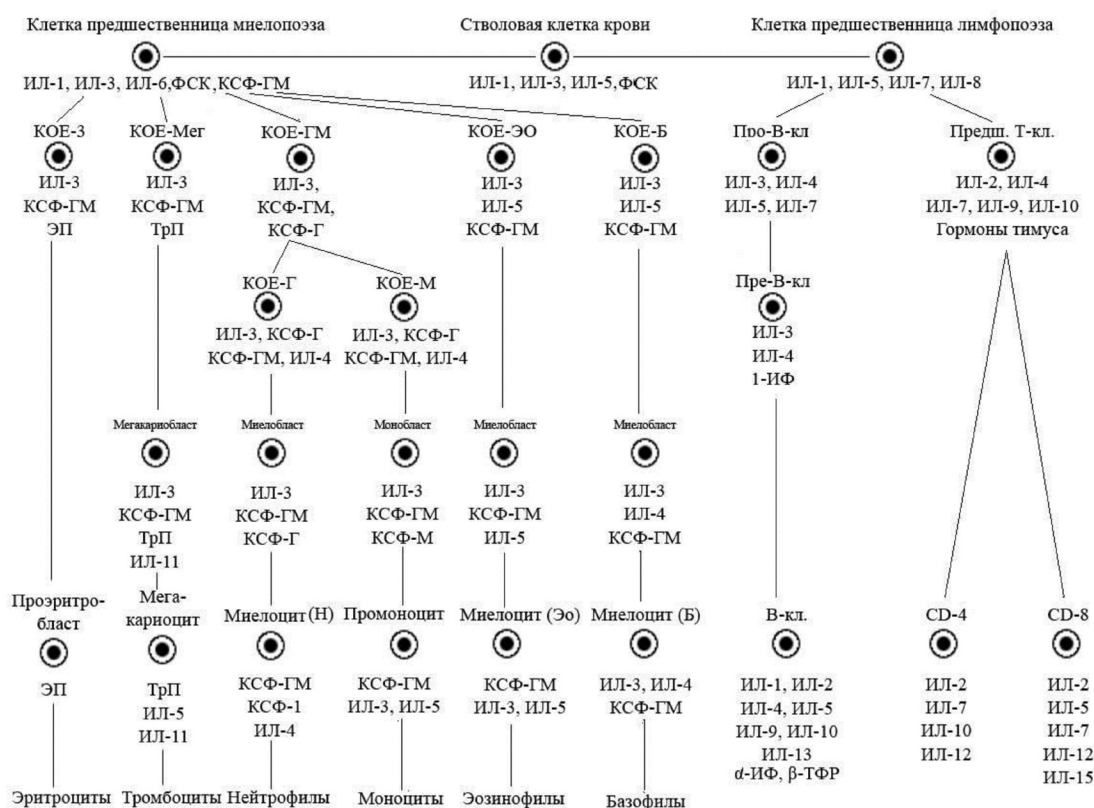 Клетка предшественница миелопоэза
Стволовая клетка крови
Клетка предшественница лимфопоэза
ИЛ-1, ИЛ-3, ИЛ-6,ФСК,КСФ-ГМ
ИЛ-1, ИЛ-3, ИЛ-5,ФСК
ИЛ-1, ИЛ-5, ИЛ-7, ИЛ-8
КОЕ-З
ИЛ-3
КСФ-ГМ
ЭП
КОЕ-Мег
ИЛ-3
КСФ-ГМ
ТрП
КОЕ-ГМ
ИЛ-3,
КСФ-ГМ,
КСФ-Г
КОЕ-ЭО
ИЛ-3
ИЛ-5
КСФ-ГМ
КОЕ-Б
ИЛ-3
ИЛ-5
КСФ-ГМ
Про-В-кл
ИЛ-3, ИЛ-4
ИЛ-5, ИЛ-7
Предш. Т-кл.
ИЛ-2, ИЛ-4
ИЛ-7, ИЛ-9, ИЛ-10
Гормоны тимуса
КОЕ-Г
ИЛ-3, КСФ-Г
КСФ-ГМ, ИЛ-4
КОЕ-М
ИЛ-3, КСФ-Г
КСФ-ГМ, ИЛ-4
Пре-В-кл
ИЛ-3
ИЛ-4
1-ИФ
Мегакариобласт
ИЛ-3
КСФ-ГМ
ТрП
ИЛ-11
Миелобласт
ИЛ-3
КСФ-ГМ
КСФ-Г
Монобласт
ИЛ-3
КСФ-ГМ
КСФ-М
Миелобласт
ИЛ-3
КСФ-ГМ
ИЛ-5
Миелобласт
ИЛ-3
ИЛ-4
КСФ-ГМ
Проэритро-
бласт
ЭП
Мега-
кариоцит
ТрП
ИЛ-5
ИЛ-11
Миелоцит (Н)
КСФ-ГМ
КСФ-1
ИЛ-4
Промоноцит
КСФ-ГМ
ИЛ-3, ИЛ-5
Миелоцит (Эо)
КСФ-ГМ
ИЛ-3, ИЛ-5
Миелоцит (Б)
ИЛ-3, ИЛ-4
КСФ-ГМ
В-кл.
ИЛ-1, ИЛ-2
ИЛ-4, ИЛ-5
ИЛ-9, ИЛ-10
ИЛ-13
α-ИФ, β-ТФР
CD-4
ИЛ-2
ИЛ-7
ИЛ-10
ИЛ-12
CD-8
ИЛ-2
ИЛ-5
ИЛ-7
ИЛ-12
ИЛ-15
Эритроциты
Тромбоциты
Нейтрофилы
Моноциты
Эозинофилы
Базофилы